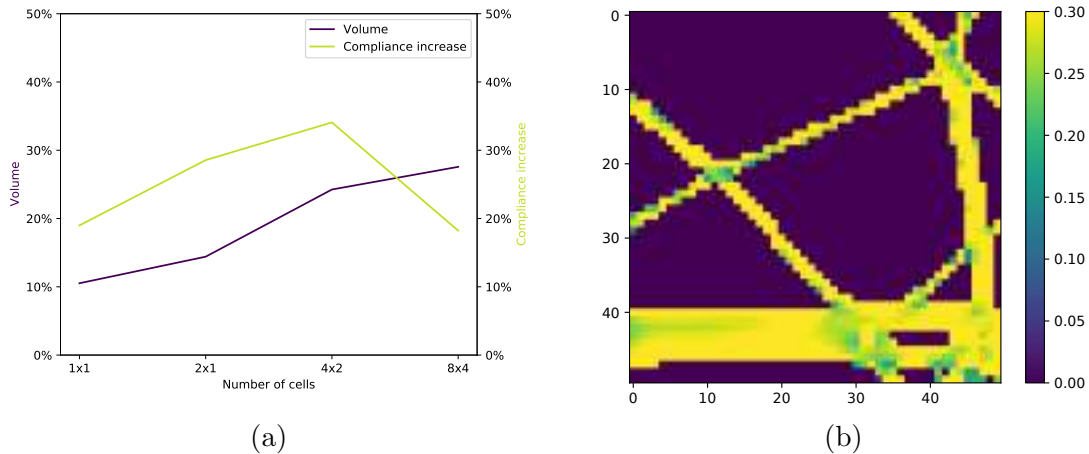 50%
40%
30%
20%
10%
0%
Volume
Volume
Compliance increase
50%
40%
30%
20%
10%
0%
Compliance increase
1x1
2x1
4x2
8x4
Number of cells
(a)
0
10
20
30
40
0
10
20
30
40
0.30
0.25
0.20
0.15
0.10
0.05
0.00
(b)